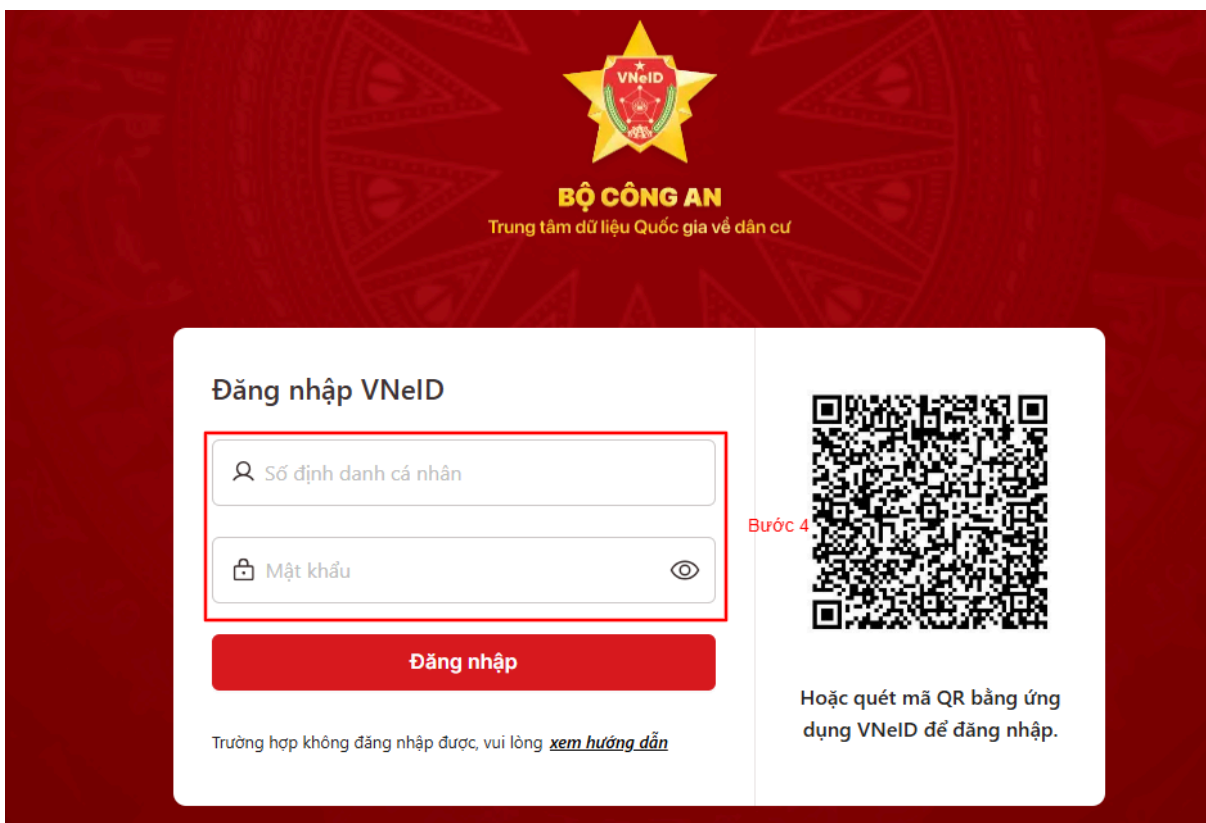 VNeID
BỘ CÔNG AN
Trung tâm dữ liệu Quốc gia về dân cư
Đăng nhập VNeID
Số định danh cá nhân
Mật khẩu
Đăng nhập
Trường hợp không đăng nhập được, vui lòng xem hướng dẫn
Bước 4
Hoặc quét mã QR bằng ứng
dụng VNeID để đăng nhập.